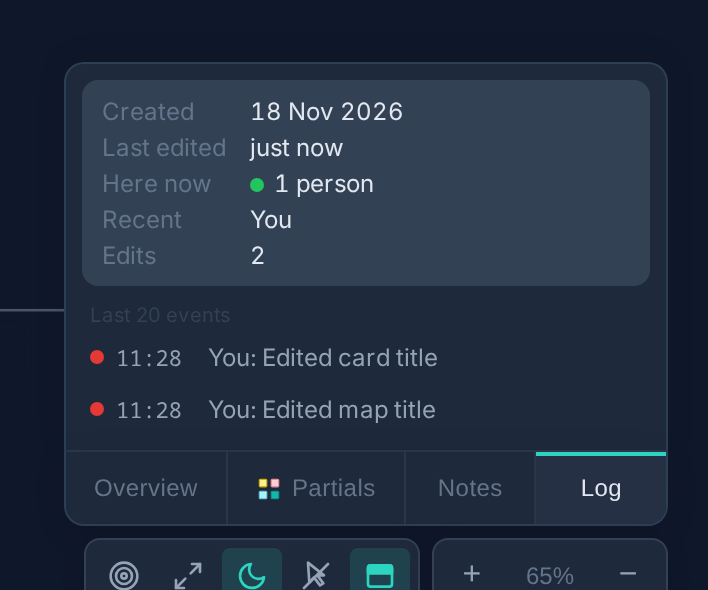 Created 18 Nov 2026
Last edited just now
Here now 1 person
Recent You
Edits 2
Last 20 events
11:28 You: Edited card title
11:28 You: Edited map title
Overview Partials Notes Log
+ 65% −